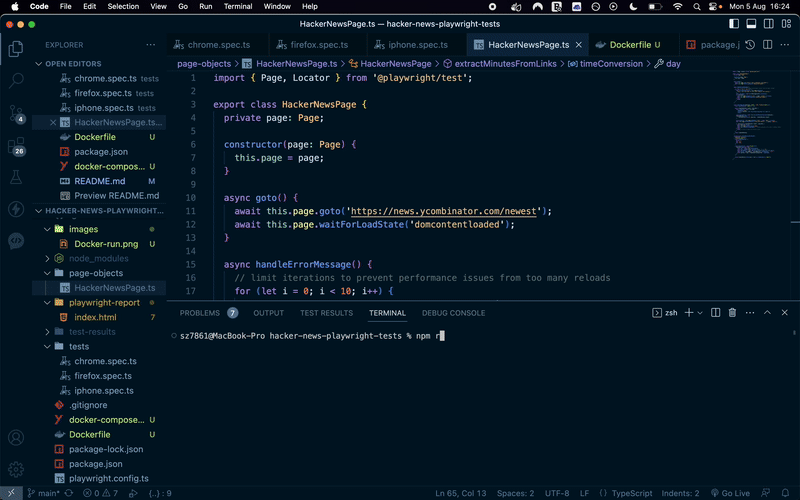 Code File Edit Selection View Go Run Terminal Window Help Mon 5 Aug 16:24
HackerNewsPage.ts — hacker-news-playwright-tests
EXPLORER
OPEN EDITORS
chrome.spec.ts tests
firefox.spec.ts tests
iphone.spec.ts tests
HackerNewsPage.ts...
Dockerfile U
package.json
docker-compo... U
README.md M
Preview README.md
HACKER-NEWS-PLAYWRIGHT...
images
Docker-run.png U
node_modules
page-objects
HackerNewsPage.ts
playwright-report
index.html 7
test-results
tests
chrome.spec.ts
firefox.spec.ts
iphone.spec.ts
.gitignore
docker-compose... U
Dockerfile U
package-lock.json
package.json
playwright.config.ts
4
26
chrome.spec.ts firefox.spec.ts iphone.spec.ts HackerNewsPage.ts Dockerfile U package.j
page-objects > HackerNewsPage.ts > HackerNewsPage > extractMinutesFromLinks > timeConversion > day
1 import { Page, Locator } from '@playwright/test';
2
3 export class HackerNewsPage {
4 private page: Page;
5
6 constructor(page: Page) {
7 this.page = page;
8 }
9
10 async goto() {
11 await this.page.goto('https://news.ycombinator.com/newest');
12 await this.page.waitForLoadState('domcontentloaded');
13 }
14
15 async handleErrorMessage() {
16 // limit iterations to prevent performance issues from too many reloads
17 for (let i = 0; i < 10; i++) {
PROBLEMS 7 OUTPUT TEST RESULTS TERMINAL DEBUG CONSOLE zsh
sz7861@MacBook-Pro hacker-news-playwright-tests % npm r
main* 0 7 {..} : 9 Ln 65, Col 13 Spaces: 2 UTF-8 LF {} TypeScript Indents: 2 Go Live